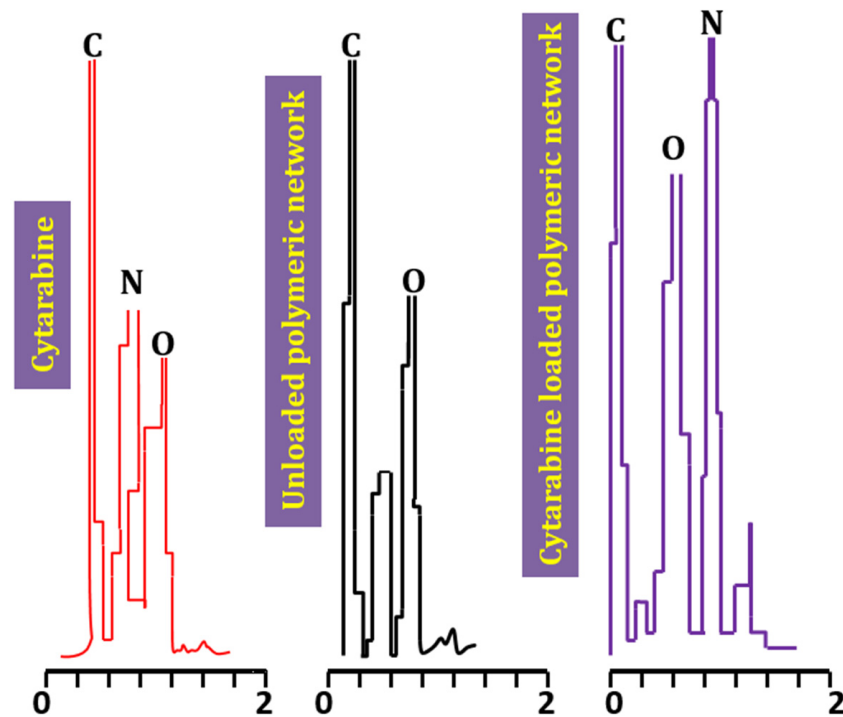 Cytarabine
C
N
O
0
2
Unloaded polymeric network
C
O
0
2
Cytarabine loaded polymeric network
C
O
N
0
2